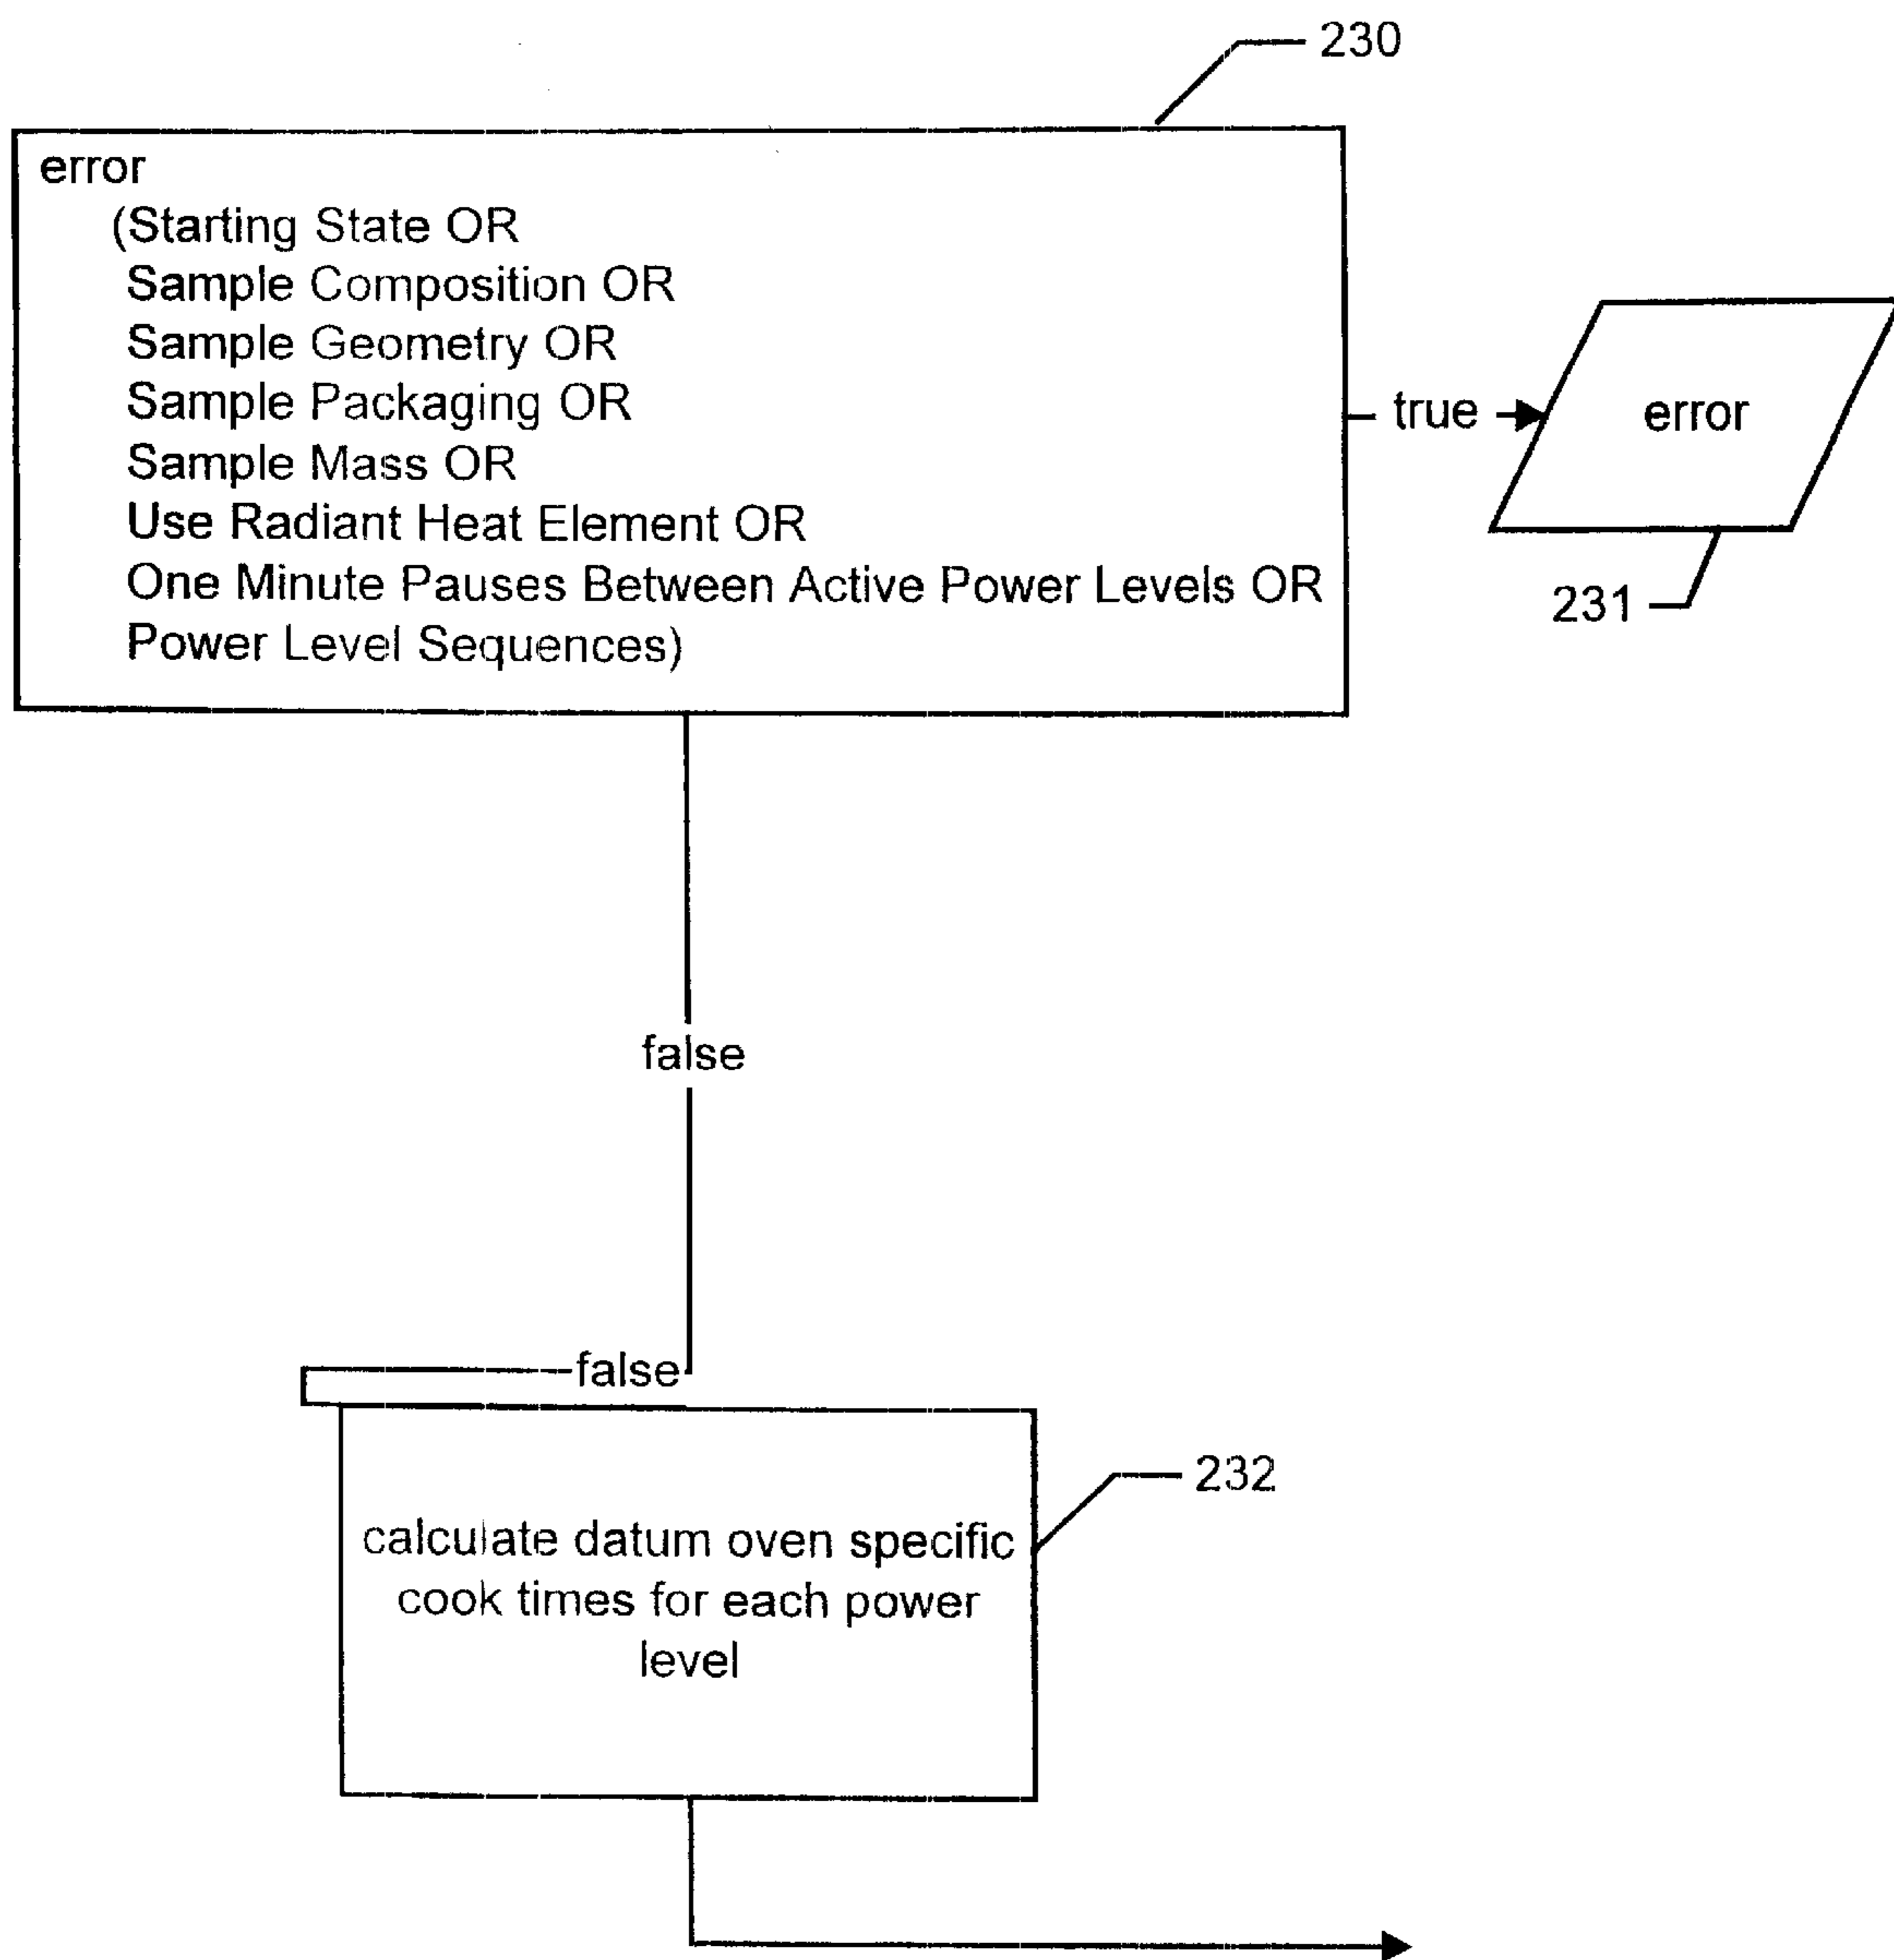 230
error
(Starting State OR
Sample Composition OR
Sample Geometry OR
Sample Packaging OR
Sample Mass OR
Use Radiant Heat Element OR
One Minute Pauses Between Active Power Levels OR
Power Level Sequences)
true
error
231
false
false
232
calculate datum oven specific
cook times for each power
level